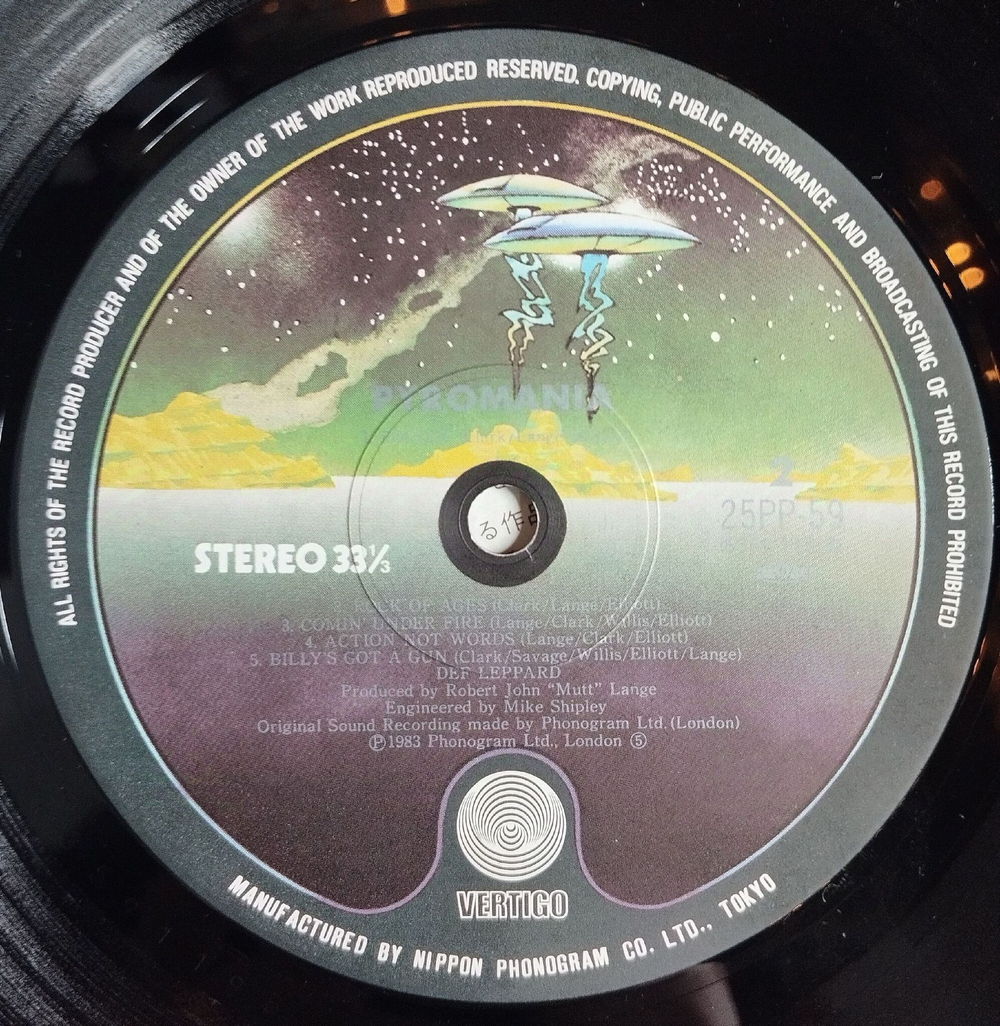 ALL RIGHTS OF THE RECORD PRODUCER AND OF THE OWNER OF THE WORK REPRODUCED RESERVED. COPYING, PUBLIC PERFORMANCE AND BROADCASTING OF THIS RECORD PROHIBITED
PYROMANIA
2
25PP-59
る作品
STEREO 33⅓
ROCK OF AGES (Clark/Lange/Elliott)
3. COMIN' UNDER FIRE (Lange/Clark/Willis/Elliott)
4. ACTION NOT WORDS (Lange/Clark/Elliott)
5. BILLY'S GOT A GUN (Clark/Savage/Willis/Elliott/Lange)
DEF LEPPARD
Produced by Robert John “Mutt” Lange
Engineered by Mike Shipley
Original Sound Recording made by Phonogram Ltd. (London)
Ⓟ1983 Phonogram Ltd., London ⑤
VERTIGO
MANUFACTURED BY NIPPON PHONOGRAM CO. LTD., TOKYO